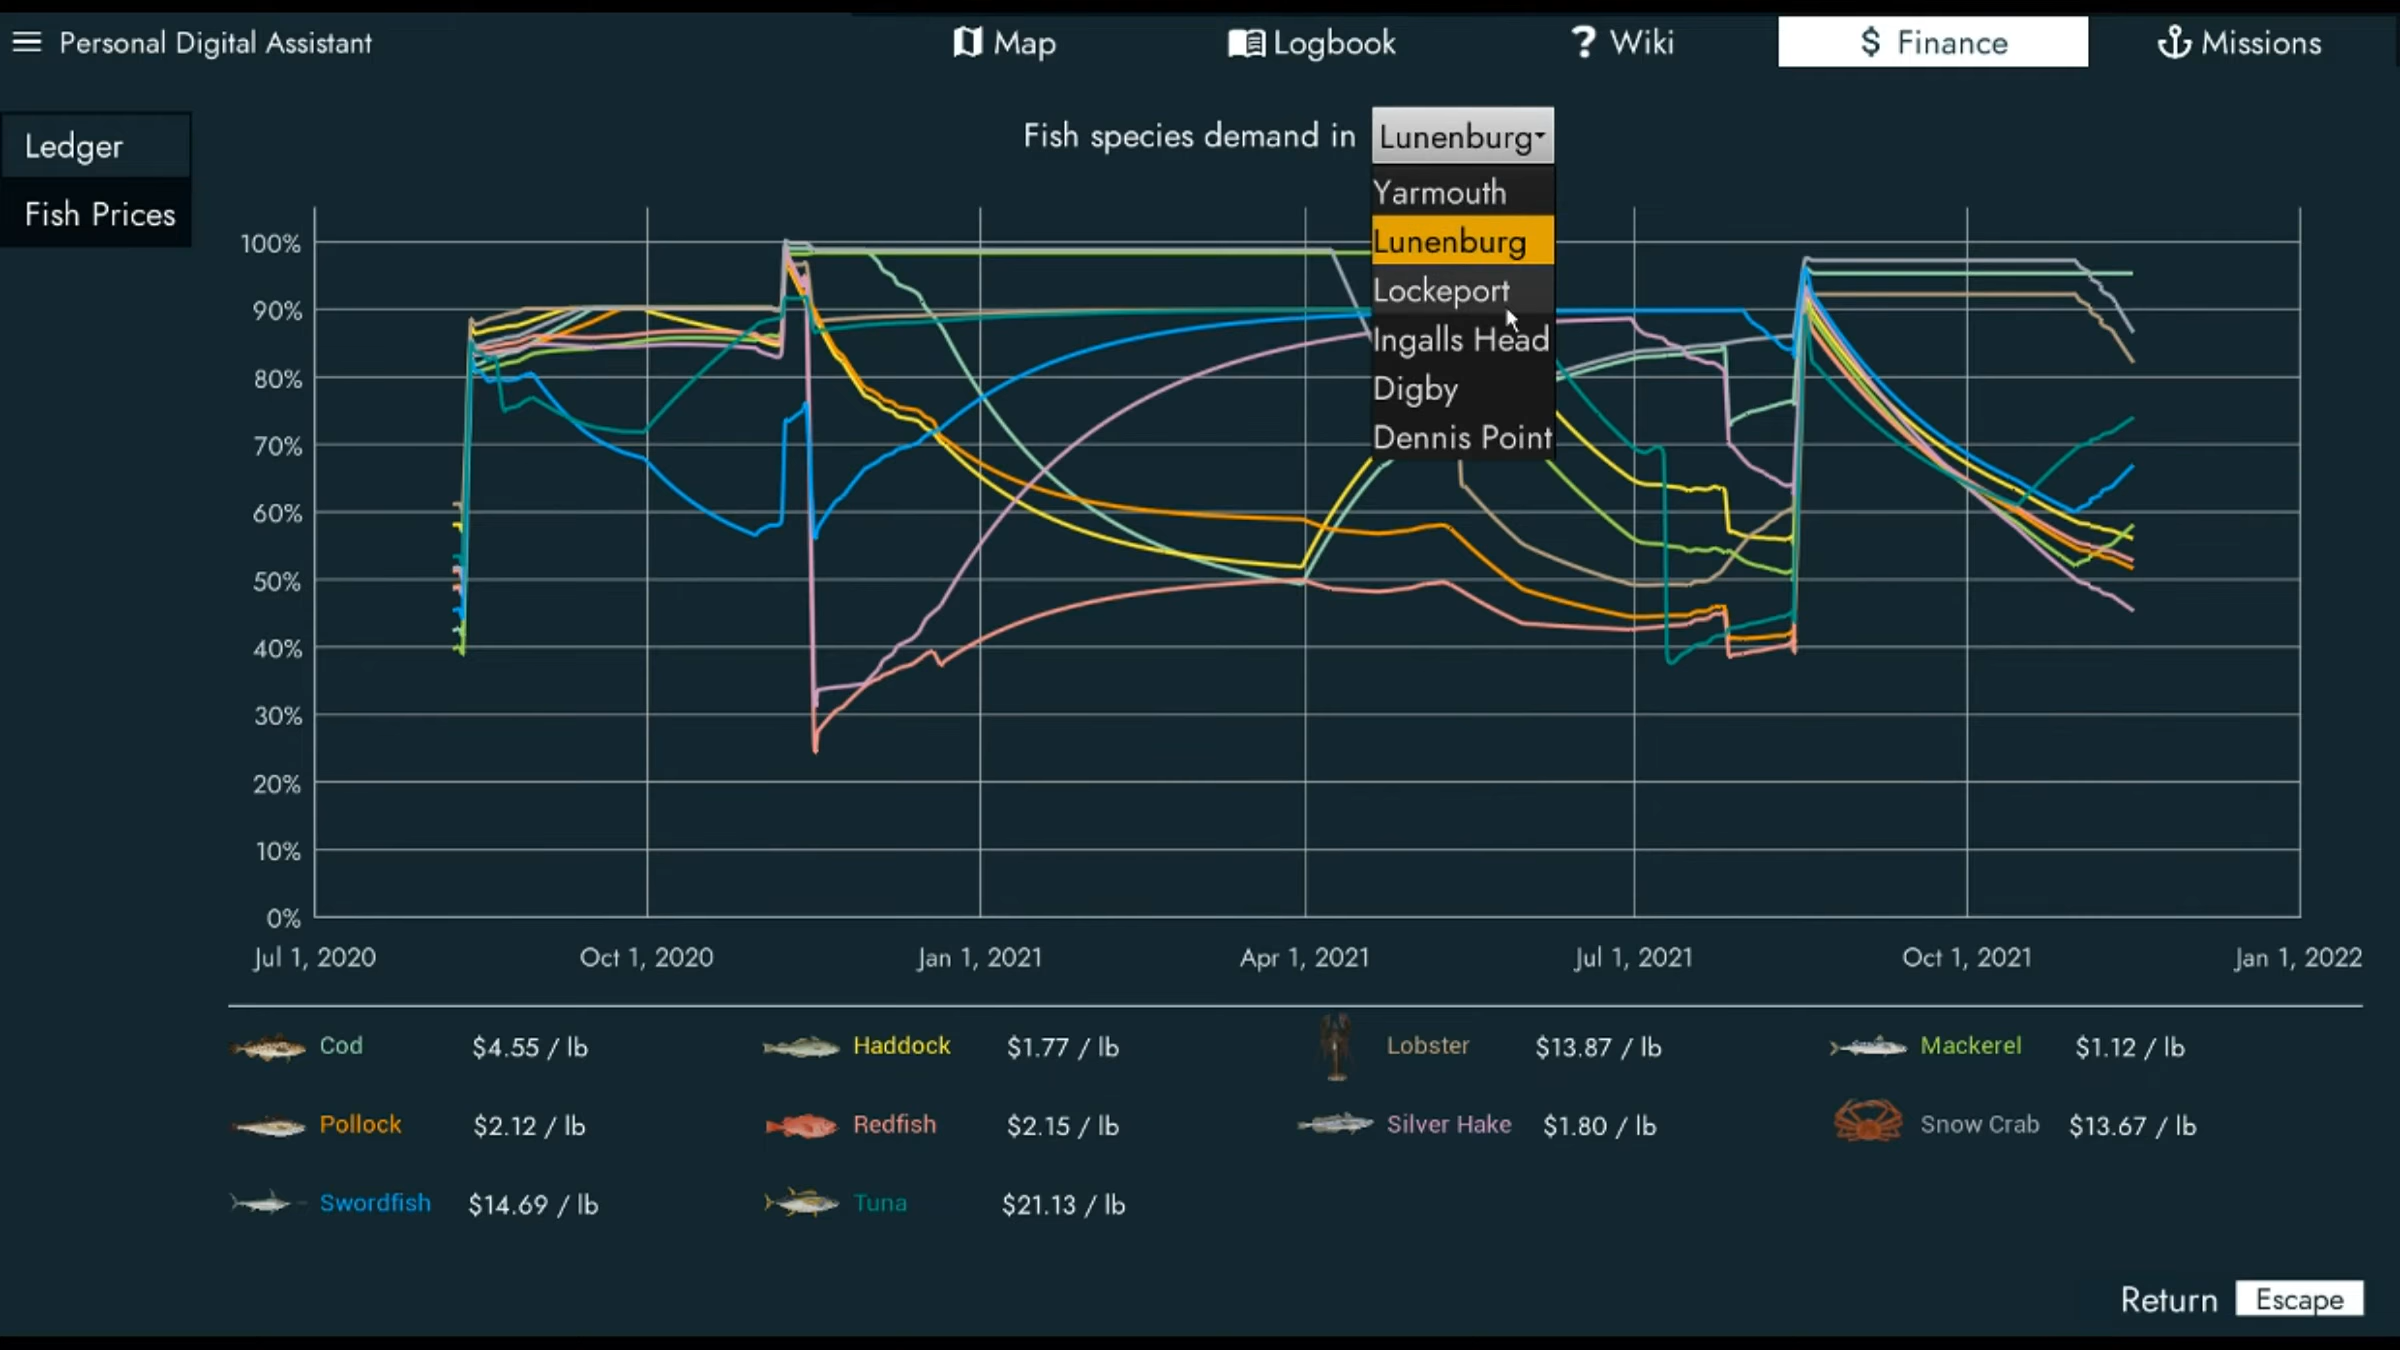 Personal Digital Assistant
Map
Logbook
? Wiki
$ Finance
Missions
Ledger
Fish Prices
Fish species demand in Lunenburg
Yarmouth
Lunenburg
Lockeport
Ingalls Head
Digby
Dennis Point
100%
90%
80%
70%
60%
50%
40%
30%
20%
10%
0%
Jul 1, 2020 Oct 1, 2020 Jan 1, 2021 Apr 1, 2021 Jul 1, 2021 Oct 1, 2021 Jan 1, 2022
Cod $4.55 / lb Haddock $1.77 / lb Lobster $13.87 / lb Mackerel $1.12 / lb
Pollock $2.12 / lb Redfish $2.15 / lb Silver Hake $1.80 / lb Snow Crab $13.67 / lb
Swordfish $14.69 / lb Tuna $21.13 / lb
Return Escape